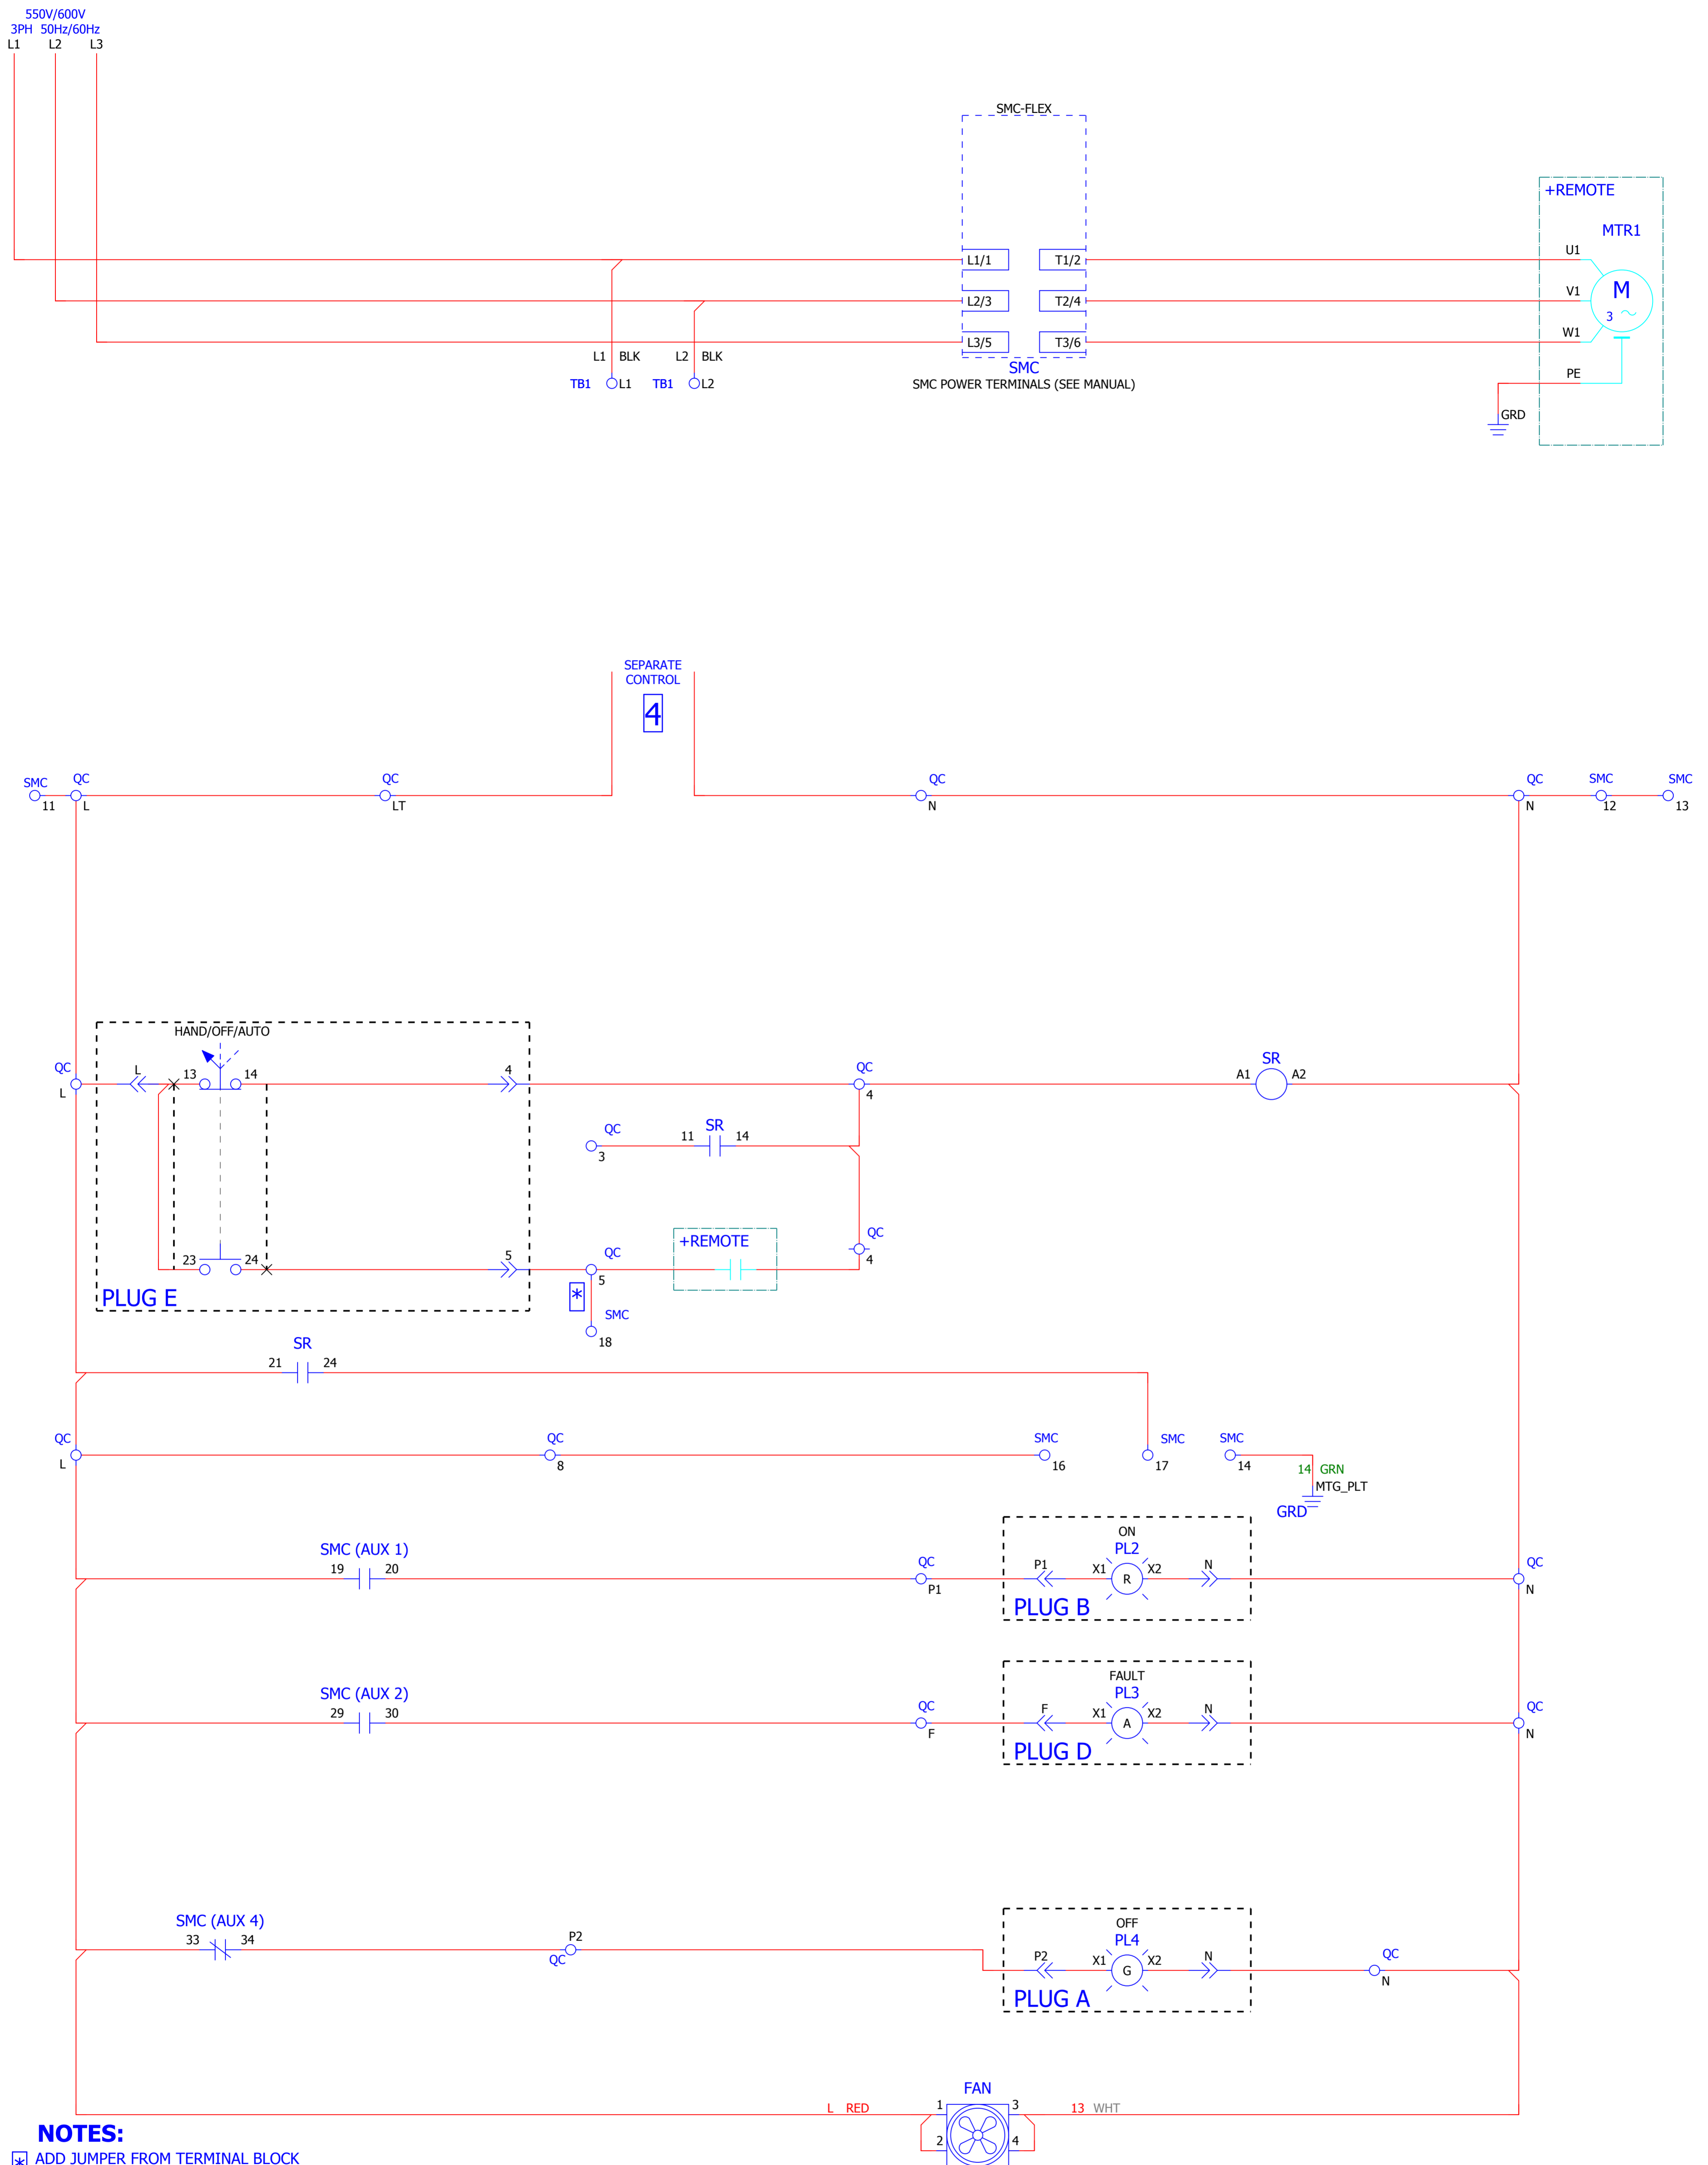 550V/600V
3PH 50Hz/60Hz
L1 L2 L3
SMC-FLEX
+REMOTE
MTR1
L1/1 T1/2 U1
M
3
L2/3 T2/4 V1
L3/5 T3/6 W1
L1 BLK L2 BLK
SMC
TB1 L1 TB1 L2
SMC POWER TERMINALS (SEE MANUAL)
PE
GRD
SEPARATE
CONTROL
4
SMC QC QC QC QC SMC SMC
11 L LT N N 12 13
HAND/OFF/AUTO
QC L 13 14 4 QC SR
L 4 A1 A2
QC 11 SR 14
3
QC
4
+REMOTE
23 24 5 QC
5
PLUG E
*
SMC
18
SR
21 24
QC QC SMC SMC SMC
L 8 16 17 14
14 GRN
MTG_PLT
GRD
ON
SMC (AUX 1) PL2
19 20 QC P1 X1 R X2 N QC
P1 N
PLUG B
FAULT
SMC (AUX 2) PL3
29 30 QC F X1 A X2 N QC
F N
PLUG D
OFF
SMC (AUX 4) PL4
33 34 P2 P2 X1 G X2 N QC
QC N
PLUG A
FAN
L RED 1 3 13 WHT
2 4
NOTES:
* ADD JUMPER FROM TERMINAL BLOCK